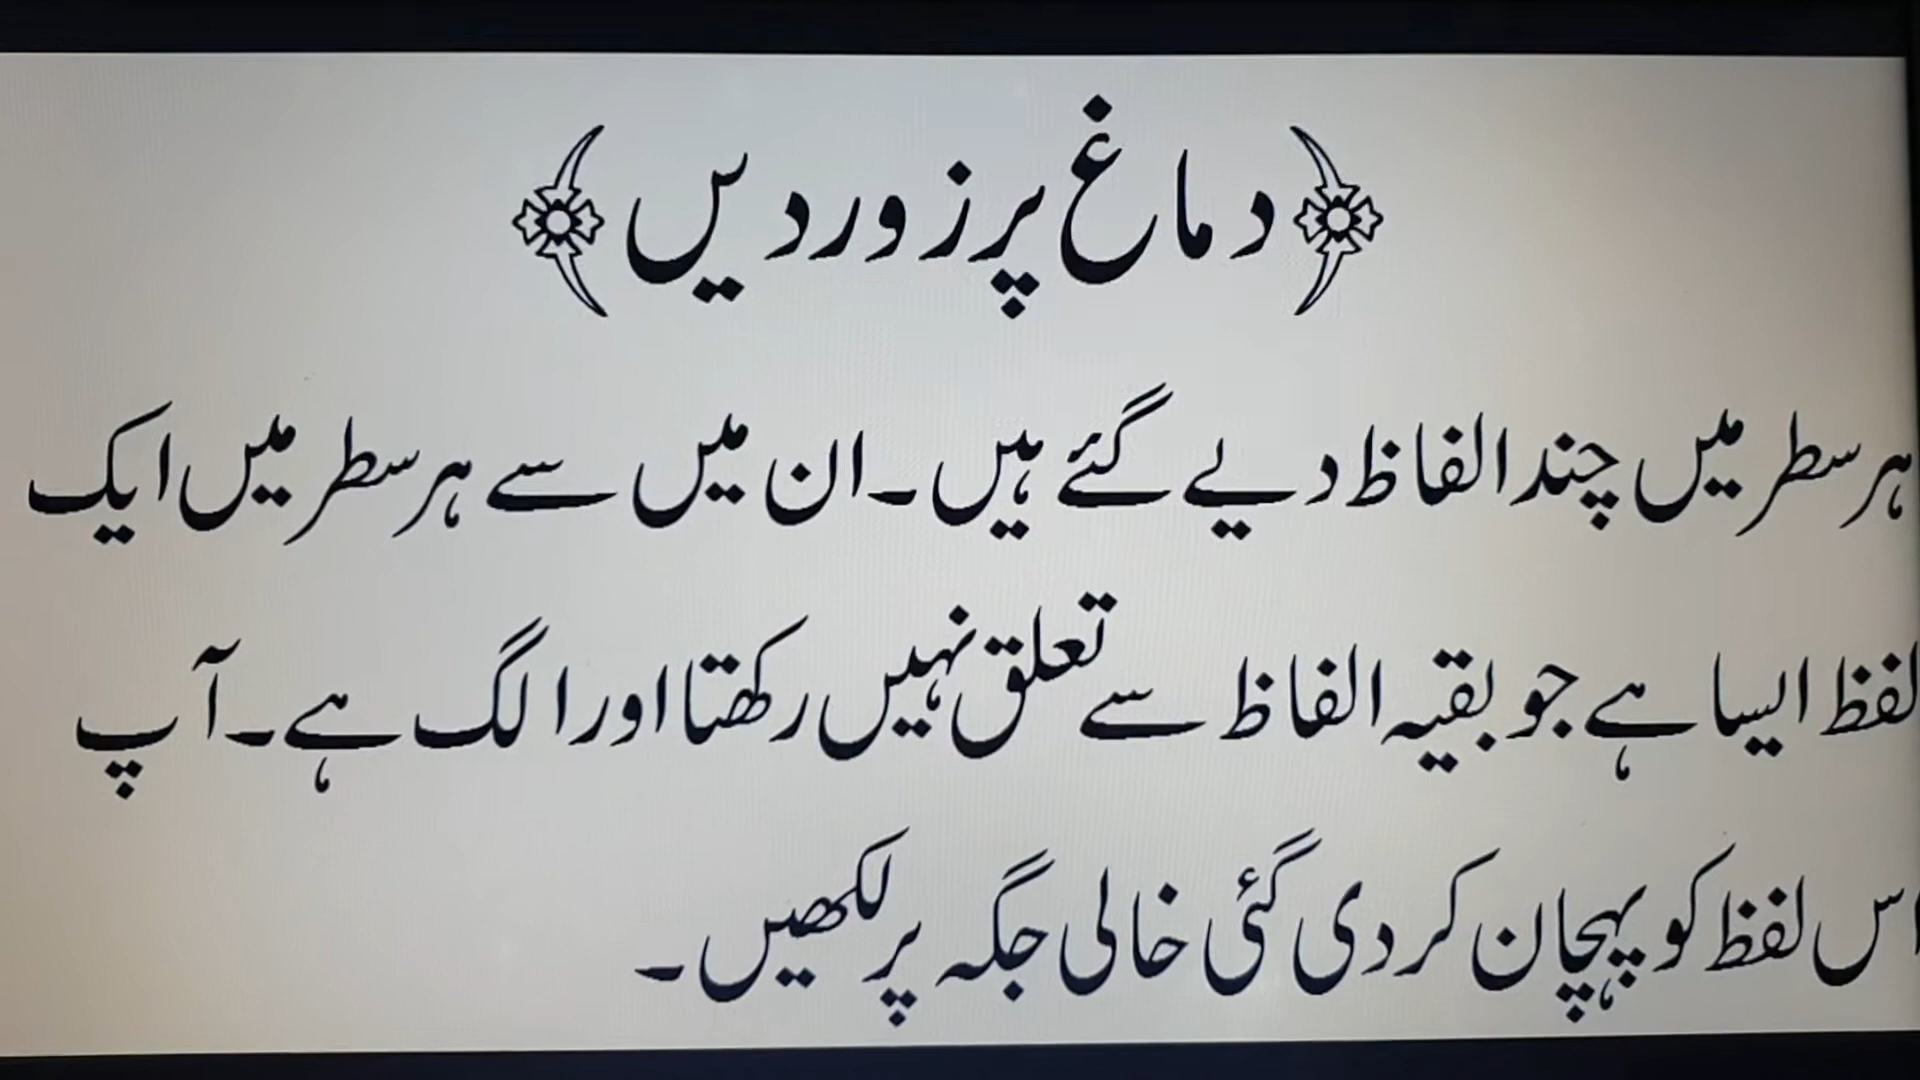 ﴿دماغ پر زور دیں﴾
ہر سطر میں چند الفاظ دیے گئے ہیں۔ ان میں سے ہر سطر میں ایک
لفظ ایسا ہے جو بقیہ الفاظ سے تعلق نہیں رکھتا اور الگ ہے۔ آپ
اس لفظ کو پہچان کر دی گئی خالی جگہ پر لکھیں۔